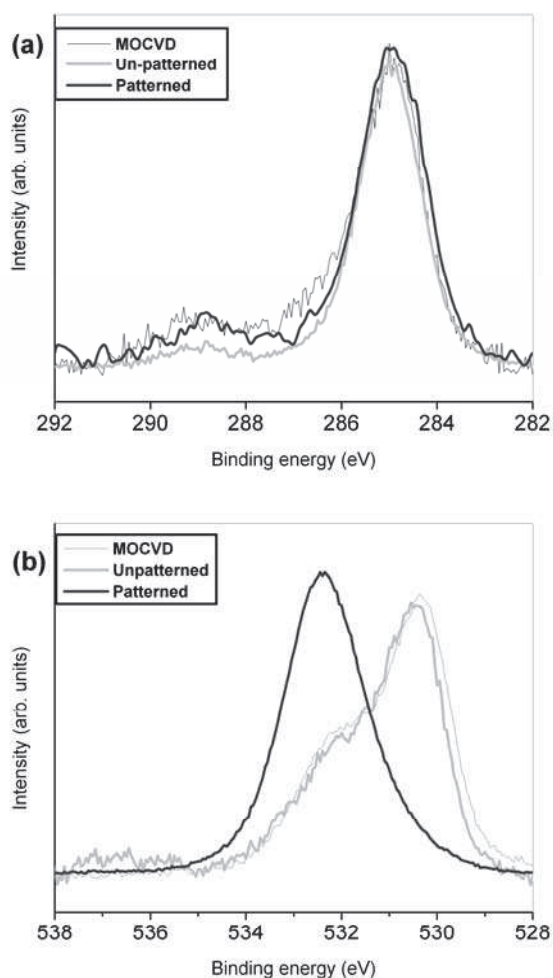 (a)
MOCVD
Un-patterned
Patterned
Intensity (arb. units)
292 290 288 286 284 282
Binding energy (eV)
(b)
MOCVD
Unpatterned
Patterned
Intensity (arb. units)
538 536 534 532 530 528
Binding energy (eV)